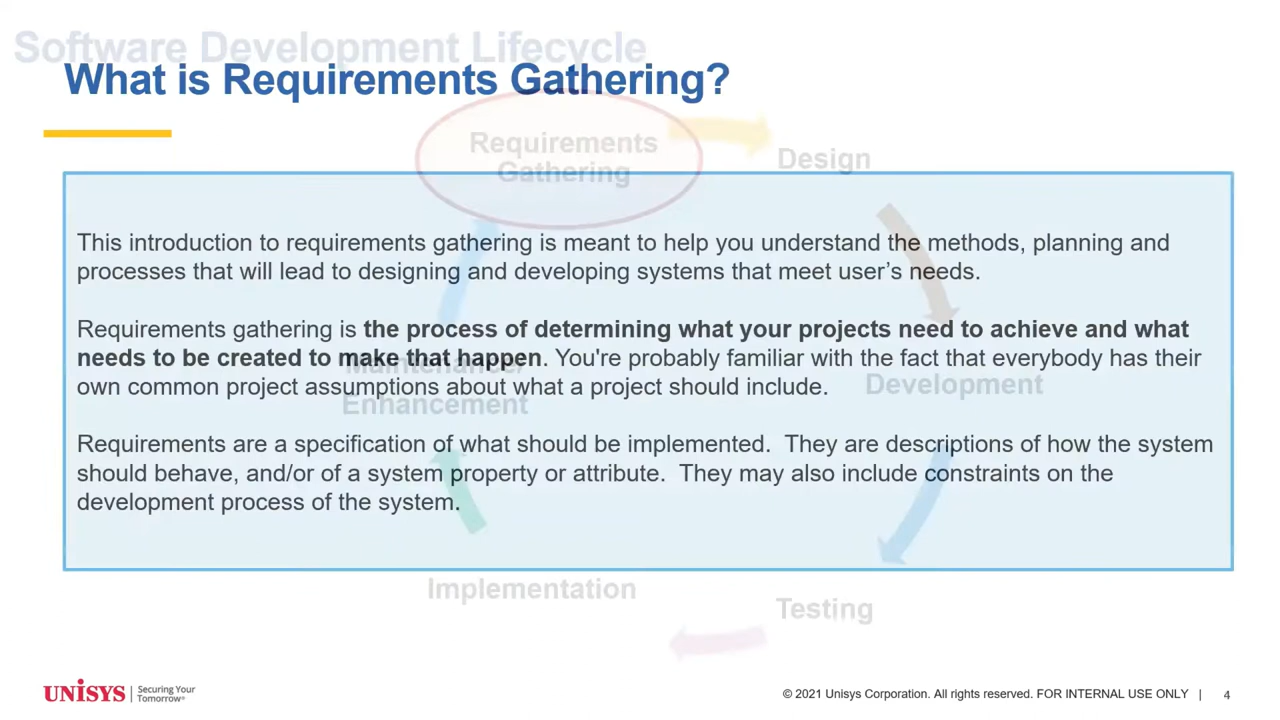 Software Development Lifecycle
What is Requirements Gathering?
Requirements
Gathering
Design
This introduction to requirements gathering is meant to help you understand the methods, planning and
processes that will lead to designing and developing systems that meet user’s needs.
Requirements gathering is the process of determining what your projects need to achieve and what
needs to be created to make that happen. You're probably familiar with the fact that everybody has their
own common project assumptions about what a project should include.
Maintenance/
Enhancement
Development
Requirements are a specification of what should be implemented.  They are descriptions of how the system
should behave, and/or of a system property or attribute.  They may also include constraints on the
development process of the system.
Implementation
Testing
UNISYS | Securing Your
Tomorrow®
© 2021 Unisys Corporation. All rights reserved. FOR INTERNAL USE ONLY | 4